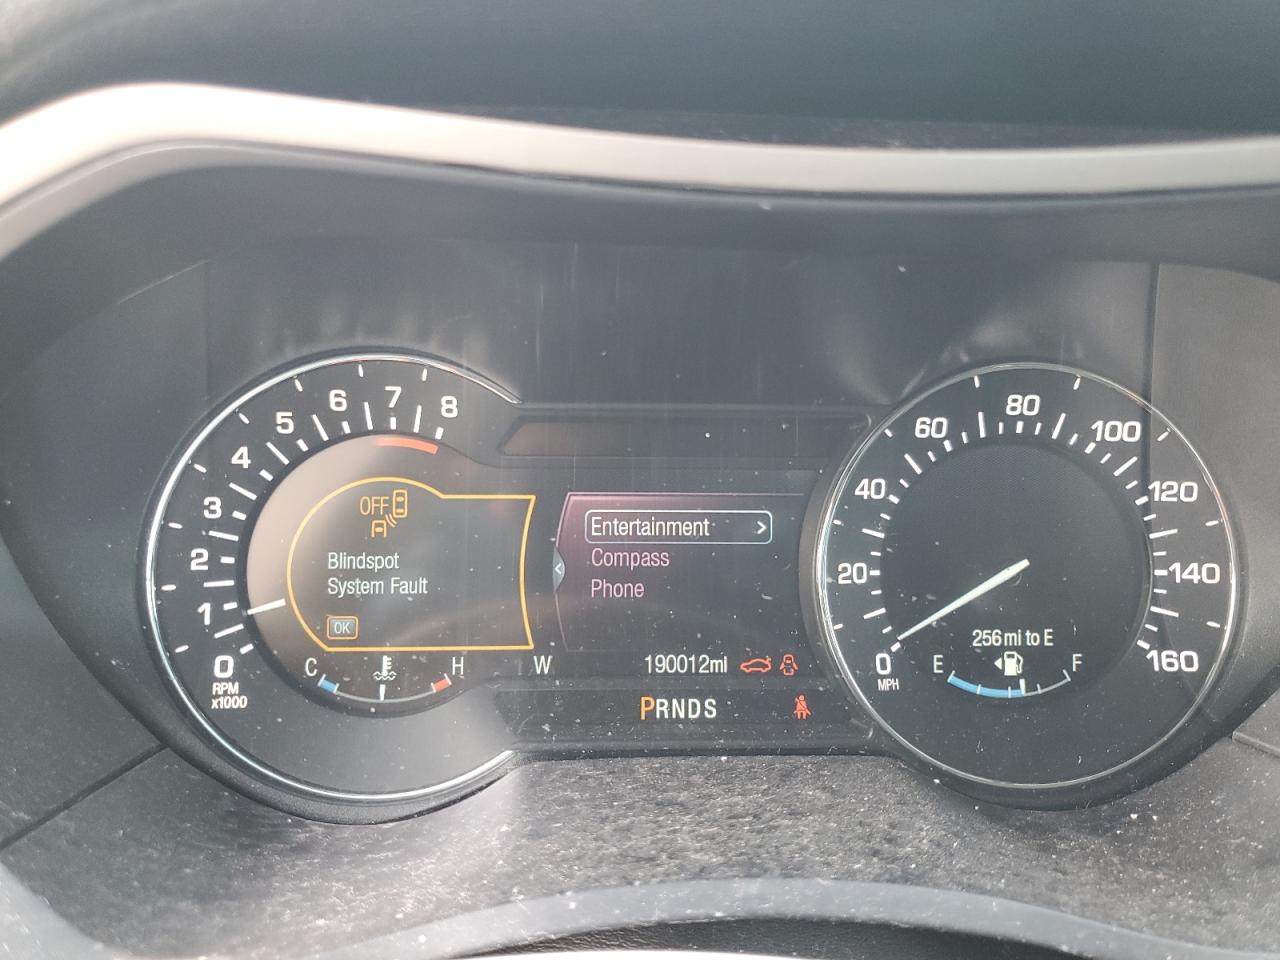 0
1
2
3
4
5
6
7
8
RPM
x1000
OFF
Blindspot
System Fault
OK
C
H
W
Entertainment >
Compass
Phone
190012mi
PRNDS
0
20
40
60
80
100
120
140
160
MPH
256 mi to E
E
F